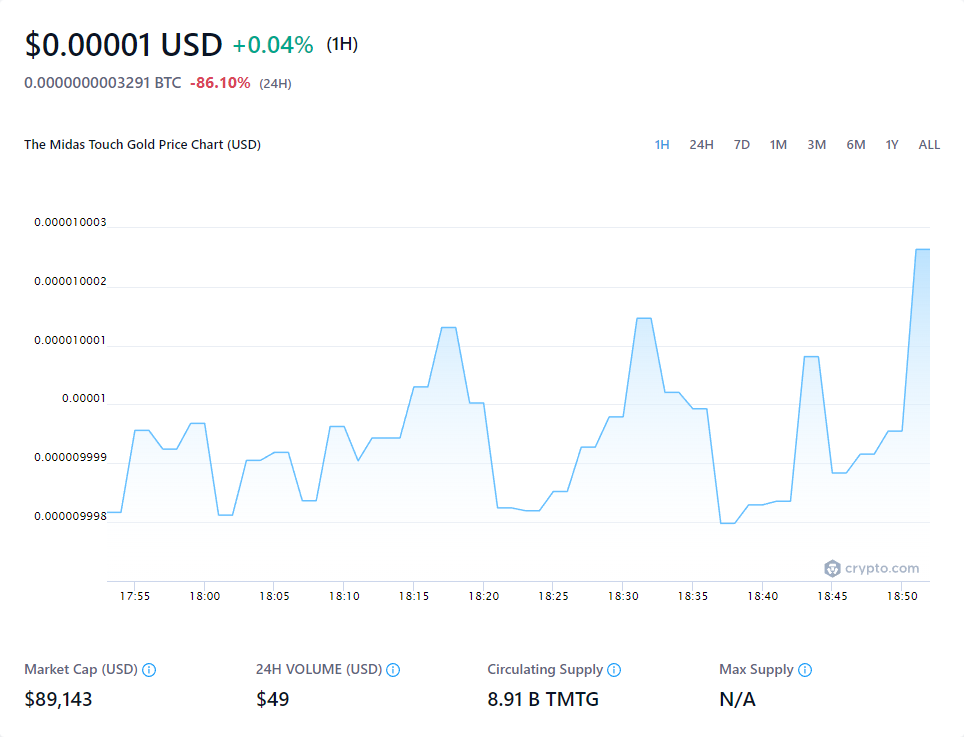 $0.00001 USD +0.04% (1H)
0.0000000003291 BTC -86.10% (24H)
The Midas Touch Gold Price Chart (USD)
1H 24H 7D 1M 3M 6M 1Y ALL
0.000010003
0.000010002
0.000010001
0.00001
0.000009999
0.000009998
crypto.com
17:55 18:00 18:05 18:10 18:15 18:20 18:25 18:30 18:35 18:40 18:45 18:50
Market Cap (USD) 24H VOLUME (USD) Circulating Supply Max Supply
$89,143 $49 8.91 B TMTG N/A